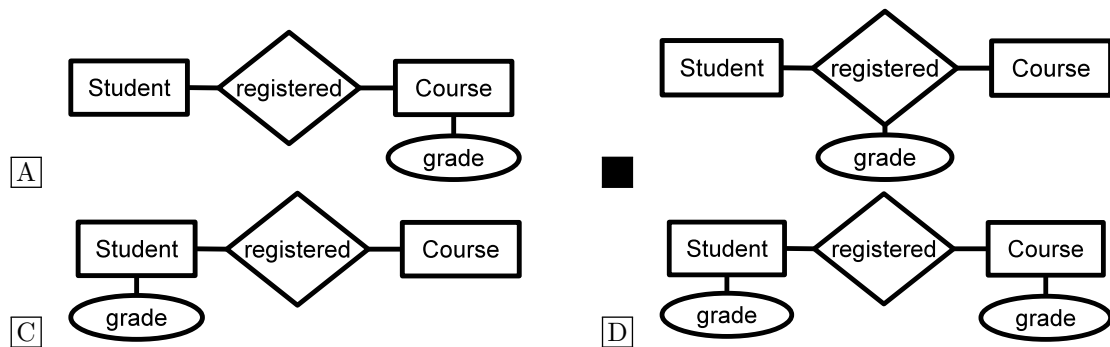 Student registered Course
grade
A
Student registered Course
grade
Student registered Course
grade
C
Student registered Course
grade grade
D